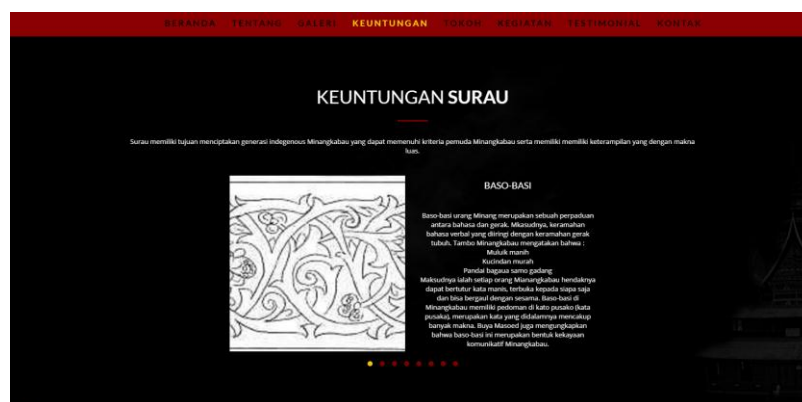 BERANDA TENTANG GALERI KEUNTUNGAN TOKOH KEGIATAN TESTIMONIAL KONTAK
KEUNTUNGAN SURAU
Surau memiliki tujuan menciptakan generasi indegenous Minangkabau yang dapat memenuhi kriteria pemuda Minangkabau serta memiliki memiliki keterampilan yang dengan makna
luas.
BASO-BASI
Baso-basi urang Minang merupakan sebuah perpaduan
antara bahasa dan gerak. Mkasudnya, keramahan
bahasa verbal yang diiringi dengan keramahan gerak
tubuh. Tambo Minangkabau mengatakan bahwa :
Muluik manih
Kucindan murah
Pandai bagaua samo gadang
Maksudnya ialah setiap orang Mianangkabau hendaknya
dapat bertutur kata manis, terbuka kepada siapa saja
dan bisa bergaul dengan sesama. Baso-basi di
Minangkabau memiliki pedoman di kato pusako (kata
pusaka), merupakan kata yang didalamnya mencakup
banyak makna. Buya Masoed juga mengungkapkan
bahwa baso-basi ini merupakan bentuk kekayaan
komunikatif Minangkabau.